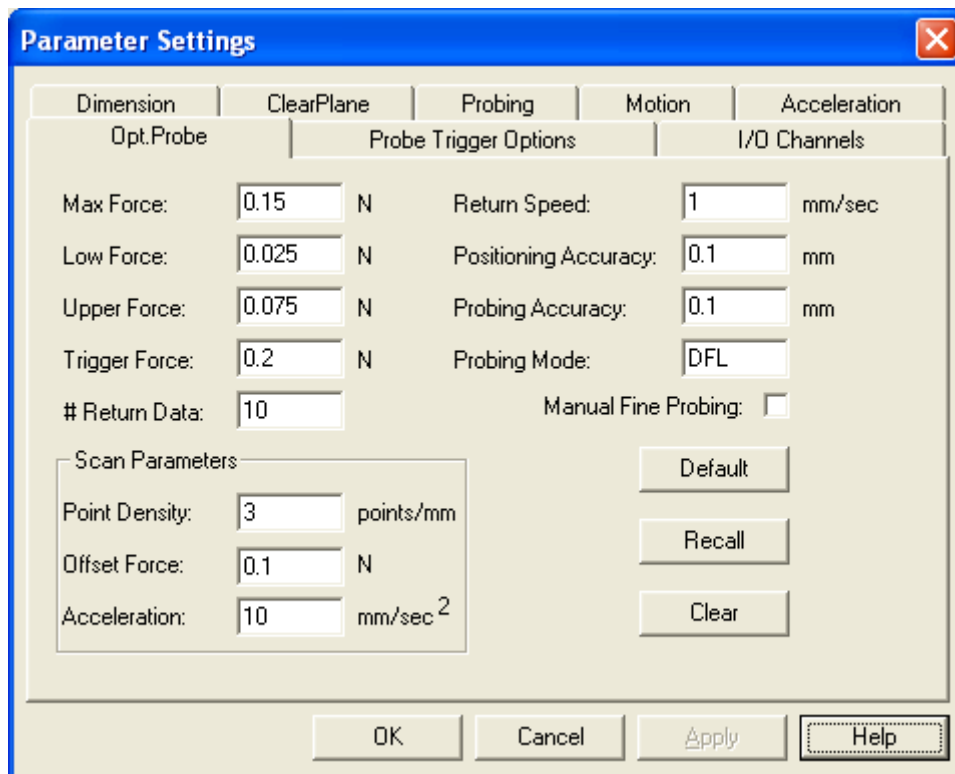 Parameter Settings
Dimension ClearPlane Probing Motion Acceleration
Opt.Probe Probe Trigger Options I/O Channels
Max Force: 0.15 N Return Speed: 1 mm/sec
Low Force: 0.025 N Positioning Accuracy: 0.1 mm
Upper Force: 0.075 N Probing Accuracy: 0.1 mm
Trigger Force: 0.2 N Probing Mode: DFL
# Return Data: 10 Manual Fine Probing:
Scan Parameters Default
Point Density: 3 points/mm
Recall
Offset Force: 0.1 N
Acceleration: 10 mm/sec 2 Clear
OK Cancel Apply Help